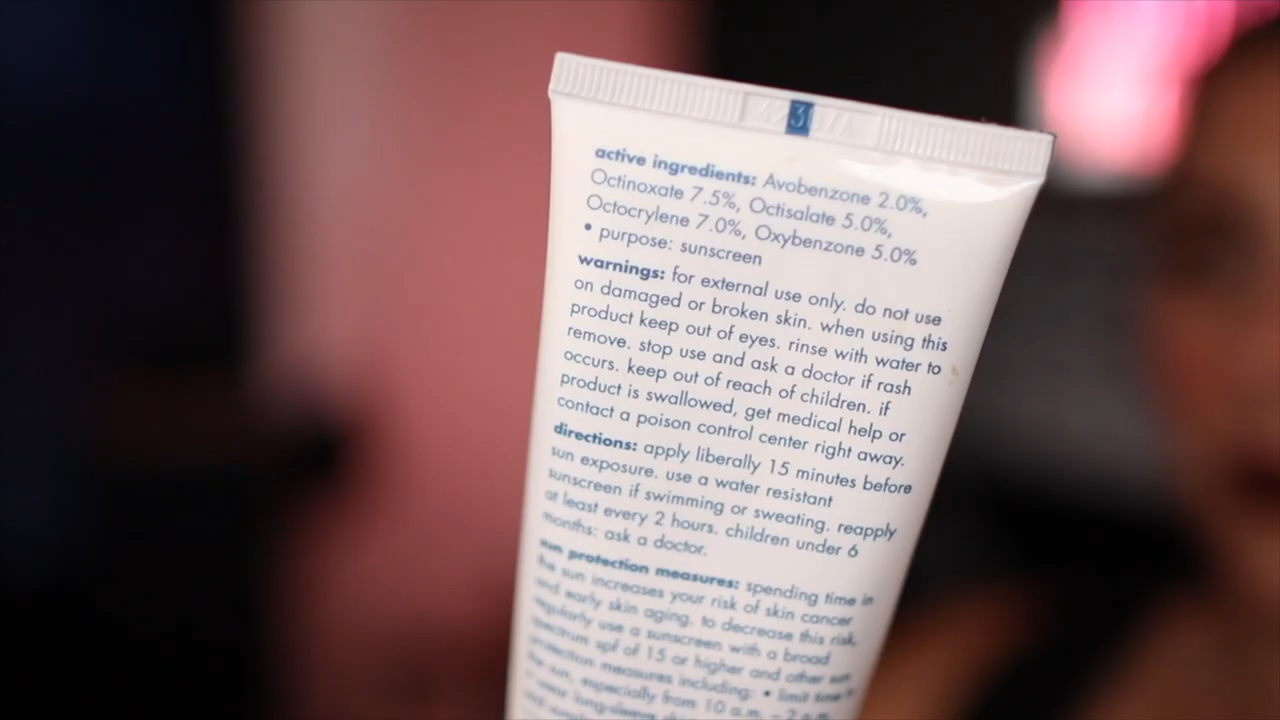 3
active ingredients: Avobenzone 2.0%,
Octinoxate 7.5%, Octisalate 5.0%,
Octocrylene 7.0%, Oxybenzone 5.0%
• purpose: sunscreen
warnings: for external use only. do not use
on damaged or broken skin. when using this
product keep out of eyes. rinse with water to
remove. stop use and ask a doctor if rash
occurs. keep out of reach of children. if
product is swallowed, get medical help or
contact a poison control center right away.
directions: apply liberally 15 minutes before
sun exposure. use a water resistant
sunscreen if swimming or sweating. reapply
at least every 2 hours. children under 6
months: ask a doctor.
sun protection measures: spending time in
the sun increases your risk of skin cancer
and early skin aging. to decrease this risk,
regularly use a sunscreen with a broad
spectrum spf of 15 or higher and other sun
protection measures including: • limit time in
the sun, especially from 10 a.m. – 2 p.m.
• wear long-sleeve